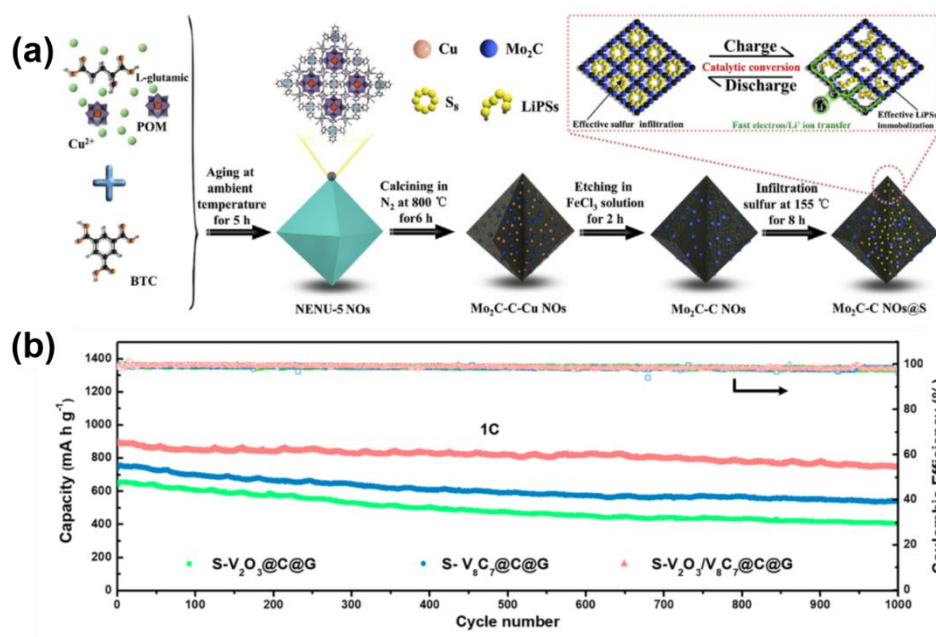 (a)
L-glutamic
POM
Cu²⁺
BTC
Aging at
ambient
temperature
for 5 h
NENU-5 NOs
Cu
Mo₂C
S₈
LiPSs
Calcining in
N₂ at 800 ℃
for6 h
Mo₂C-C-Cu NOs
Etching in
FeCl₃ solution
for 2 h
Mo₂C-C NOs
Infiltration
sulfur at 155 ℃
for 8 h
Mo₂C-C NOs@S
Charge
Catalytic conversion
Discharge
Effective sulfur infiltration
Fast electron/Li⁺ ion transfer
Effective LiPSs
immobolization
(b)
Capacity (mA h g⁻¹)
1400
1200
1000
800
600
400
200
0
1C
S-V₂O₃@C@G
S- V₈C₇@C@G
S-V₂O₃/V₈C₇@C@G
0 100 200 300 400 500 600 700 800 900 1000
Cycle number
100
80
60
40
20
0
Coulombic Efficiency (%)